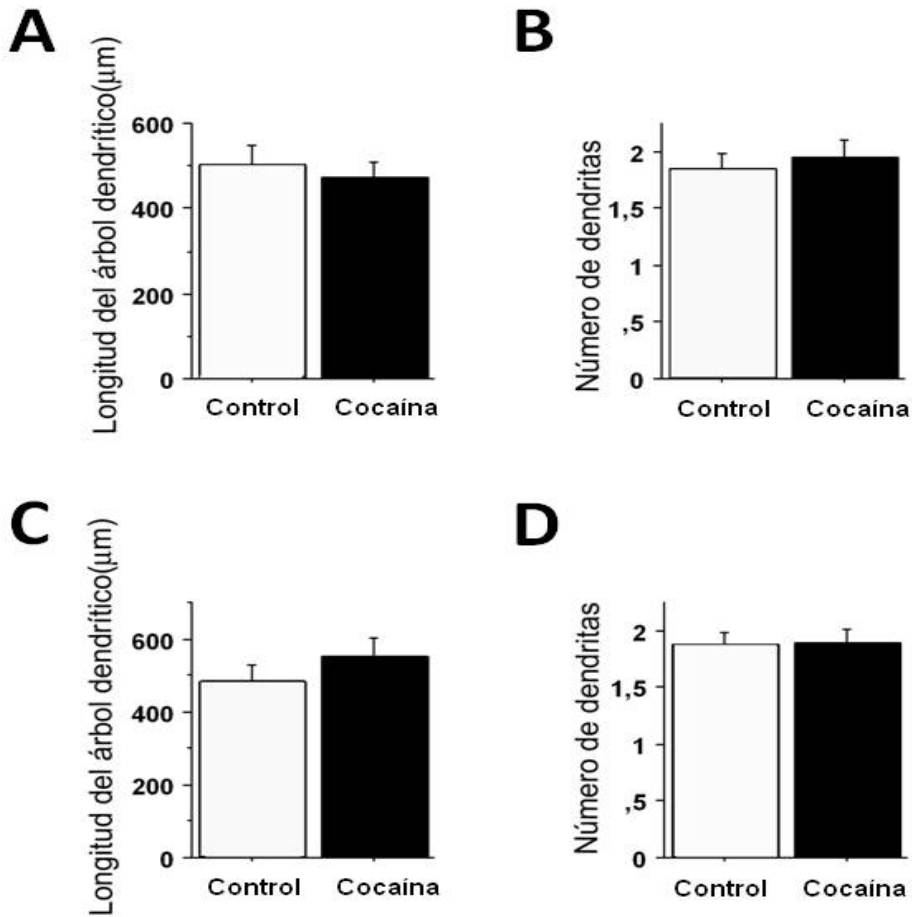 A
Longitud del árbol dendrítico(µm)
600
400
200
0
Control
Cocaína
B
Número de dendritas
2
1,5
1
,5
0
Control
Cocaína
C
Longitud del árbol dendrítico(µm)
600
400
200
0
Control
Cocaína
D
Número de dendritas
2
1,5
1
,5
0
Control
Cocaína